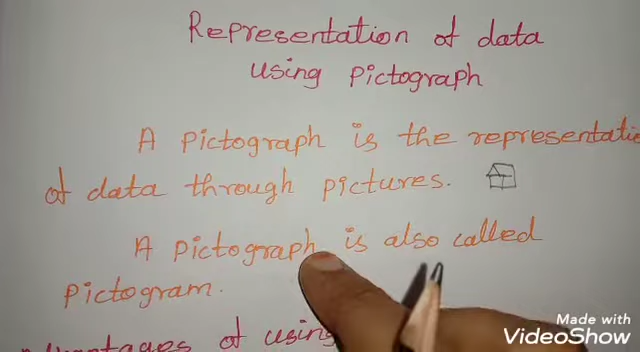 Representation of data
using pictograph
A pictograph is the representatio
of data through pictures.
A pictograph is also called
pictogram.
of using
Made with
VideoShow